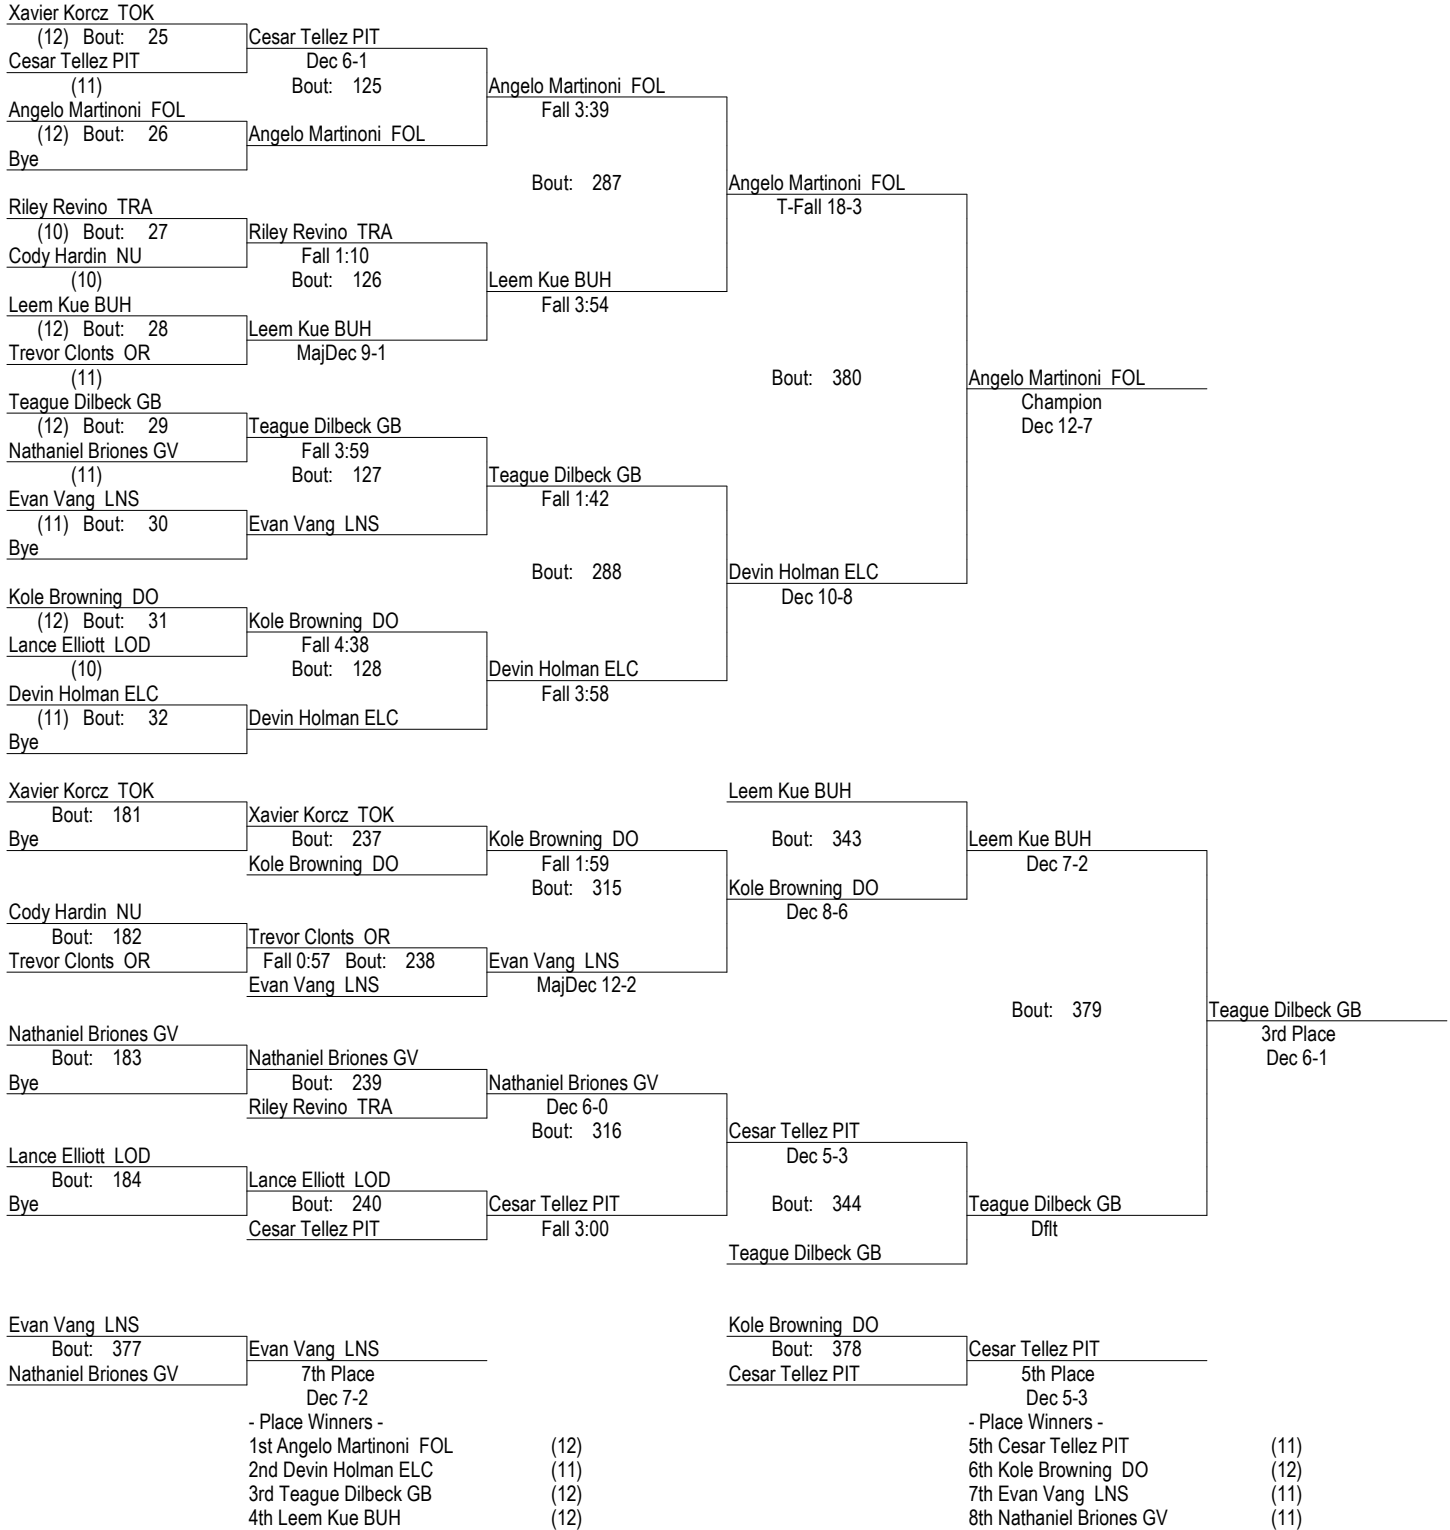 Xavier Korcz TOK
(12) Bout: 25 Cesar Tellez PIT
Cesar Tellez PIT Dec 6-1
(11) Bout: 125 Angelo Martinoni FOL
Angelo Martinoni FOL Fall 3:39
(12) Bout: 26 Angelo Martinoni FOL
Bye
Bout: 287 Angelo Martinoni FOL
Riley Revino TRA T-Fall 18-3
(10) Bout: 27 Riley Revino TRA
Cody Hardin NU Fall 1:10
(10) Bout: 126 Leem Kue BUH
Leem Kue BUH Fall 3:54
(12) Bout: 28 Leem Kue BUH
Trevor Clonts OR MajDec 9-1
(11) Bout: 380 Angelo Martinoni FOL
Teague Dilbeck GB Champion
(12) Bout: 29 Teague Dilbeck GB Dec 12-7
Nathaniel Briones GV Fall 3:59
(11) Bout: 127 Teague Dilbeck GB
Evan Vang LNS Fall 1:42
(11) Bout: 30 Evan Vang LNS
Bye
Bout: 288 Devin Holman ELC
Kole Browning DO Dec 10-8
(12) Bout: 31 Kole Browning DO
Lance Elliott LOD Fall 4:38
(10) Bout: 128 Devin Holman ELC
Devin Holman ELC Fall 3:58
(11) Bout: 32 Devin Holman ELC
Bye
Xavier Korcz TOK Leem Kue BUH
Bout: 181 Xavier Korcz TOK
Bye Bout: 237 Kole Browning DO Bout: 343 Leem Kue BUH
Kole Browning DO Fall 1:59 Dec 7-2
Bout: 315 Kole Browning DO
Cody Hardin NU Dec 8-6
Bout: 182 Trevor Clonts OR
Trevor Clonts OR Fall 0:57 Bout: 238 Evan Vang LNS
Evan Vang LNS MajDec 12-2
Bout: 379 Teague Dilbeck GB
Nathaniel Briones GV 3rd Place
Bout: 183 Nathaniel Briones GV Dec 6-1
Bye Bout: 239 Nathaniel Briones GV
Riley Revino TRA Dec 6-0
Bout: 316 Cesar Tellez PIT
Lance Elliott LOD Dec 5-3
Bout: 184 Lance Elliott LOD
Bye Bout: 240 Cesar Tellez PIT Bout: 344 Teague Dilbeck GB
Cesar Tellez PIT Fall 3:00 Dflt
Teague Dilbeck GB
Evan Vang LNS Kole Browning DO
Bout: 377 Evan Vang LNS Bout: 378 Cesar Tellez PIT
Nathaniel Briones GV 7th Place Cesar Tellez PIT 5th Place
Dec 7-2 Dec 5-3
- Place Winners - - Place Winners -
1st Angelo Martinoni FOL (12) 5th Cesar Tellez PIT (11)
2nd Devin Holman ELC (11) 6th Kole Browning DO (12)
3rd Teague Dilbeck GB (12) 7th Evan Vang LNS (11)
4th Leem Kue BUH (12) 8th Nathaniel Briones GV (11)